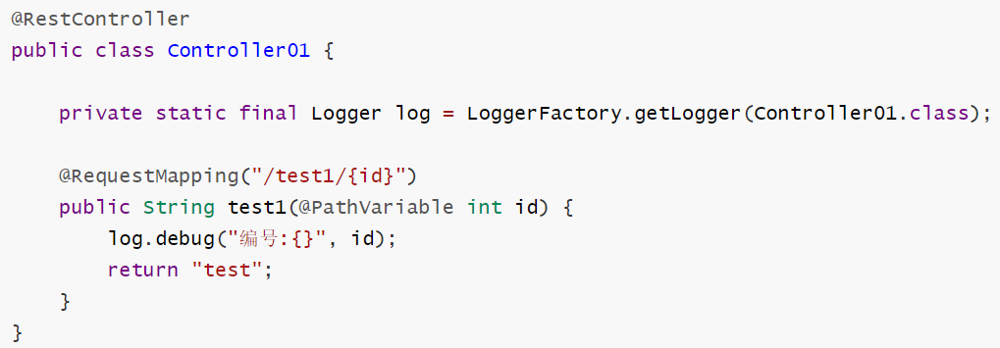 @RestController
public class Controller01 {
    private static final Logger log = LoggerFactory.getLogger(Controller01.class);
    @RequestMapping("/test1/{id}")
    public String test1(@PathVariable int id) {
        log.debug("编号:{}", id);
        return "test";
    }
}